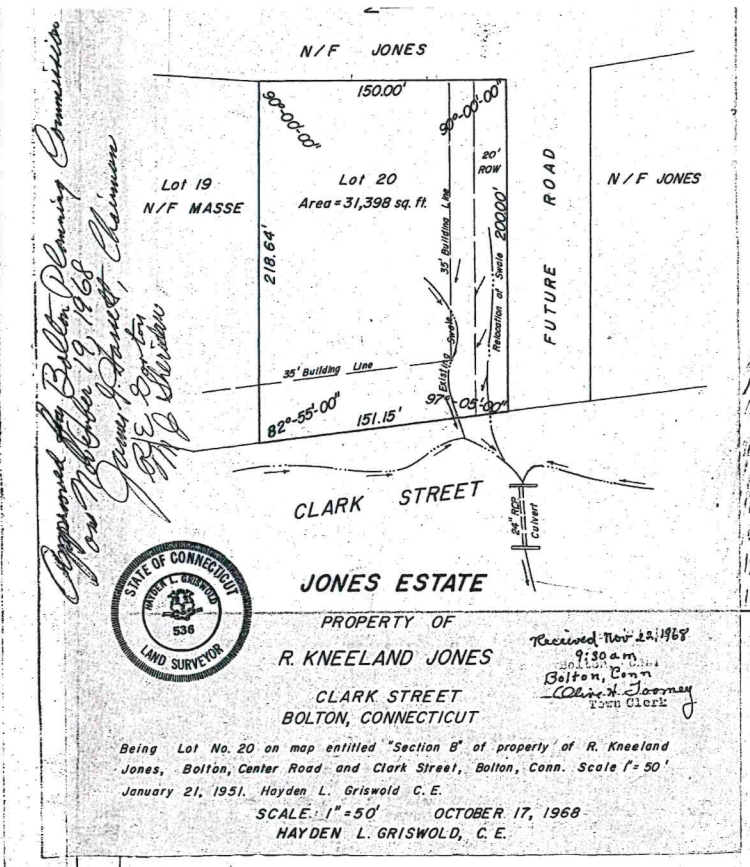 N/F JONES
150.00'
90°-00'-00"
90°-00'-00"
20'
ROW
Lot 19
N/F MASSE
Lot 20
Area = 31,398 sq. ft.
218.64'
35' Building Line
200.00'
Relocation of Swale
Existing Swale
FUTURE ROAD
N/F JONES
35' Building Line
82°-55'-00"
151.15'
97°-05'-00"
CLARK STREET
24" RCP
Culvert
Approved by Bolton Planning Commission
on November 19, 1968
Chairman
Sheridan
STATE OF CONNECTICUT
HAYDEN L. GRISWOLD
536
LAND SURVEYOR
JONES ESTATE
PROPERTY OF
R. KNEELAND JONES
CLARK STREET
BOLTON, CONNECTICUT
Received Nov 22, 1968
9:30 am
Bolton, Conn
Olive H. Toomey
Town Clerk
Being Lot No. 20 on map entitled "Section B" of property of R. Kneeland
Jones, Bolton, Center Road and Clark Street, Bolton, Conn. Scale 1" = 50'
January 21, 1951. Hayden L. Griswold C.E.
SCALE: 1" = 50' OCTOBER 17, 1968
HAYDEN L. GRISWOLD, C.E.